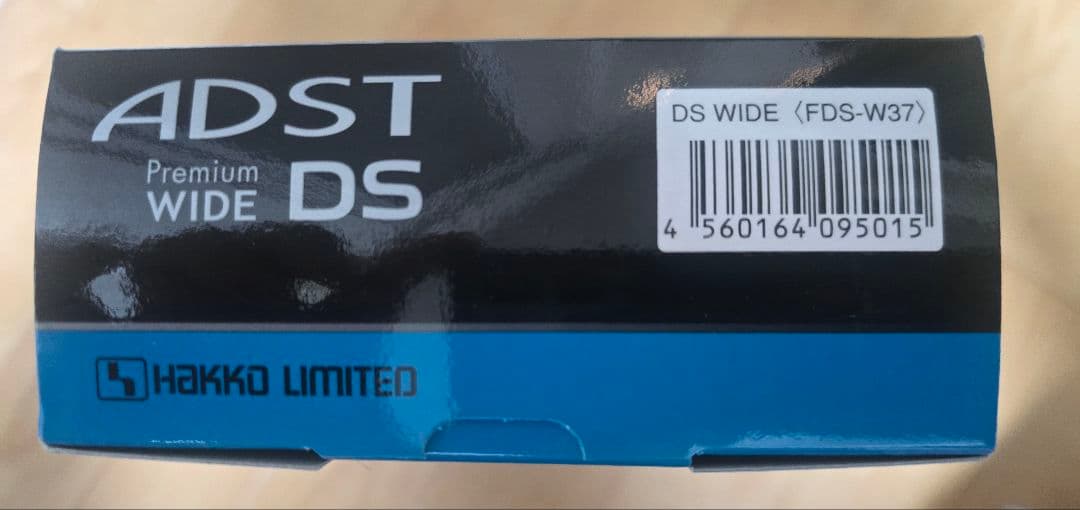 ADST
Premium
WIDE DS
DS WIDE〈FDS-W37〉
4 560164 095015
HAKKO LIMITED